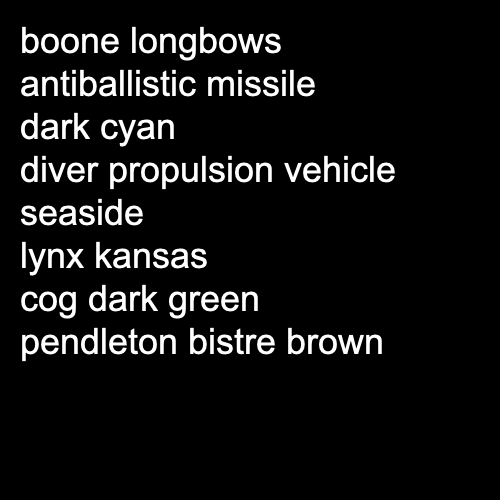 boone longbows
antiballistic missile
dark cyan
diver propulsion vehicle
seaside
lynx kansas
cog dark green
pendleton bistre brown